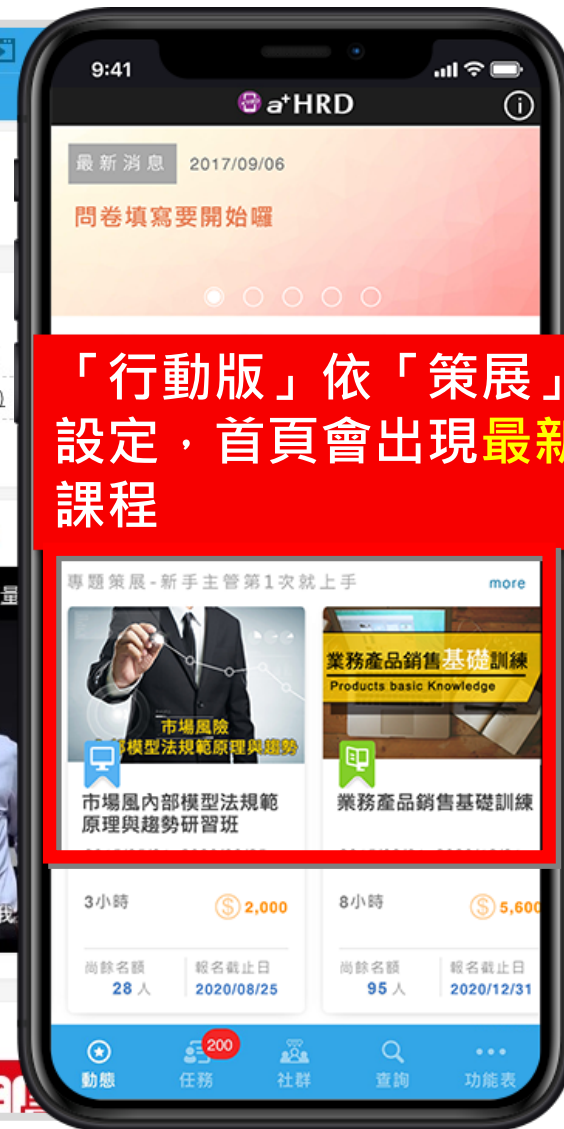 9:41
a+HRD
最新消息 2017/09/06
問卷填寫要開始囉
「行動版」依「策展」
設定，首頁會出現最新
課程
專題策展-新手主管第1次就上手 more
市場風險
部模型法規範原理與趨勢
業務產品銷售基礎訓練
Products basic Knowledge
市場風內部模型法規範
原理與趨勢研習班
業務產品銷售基礎訓練
3小時 2,000
8小時 5,600
尚餘名額 報名截止日
28 人 2020/08/25
尚餘名額 報名截止日
95 人 2020/12/31
200
動態 任務 社群 查詢 功能表
量
我